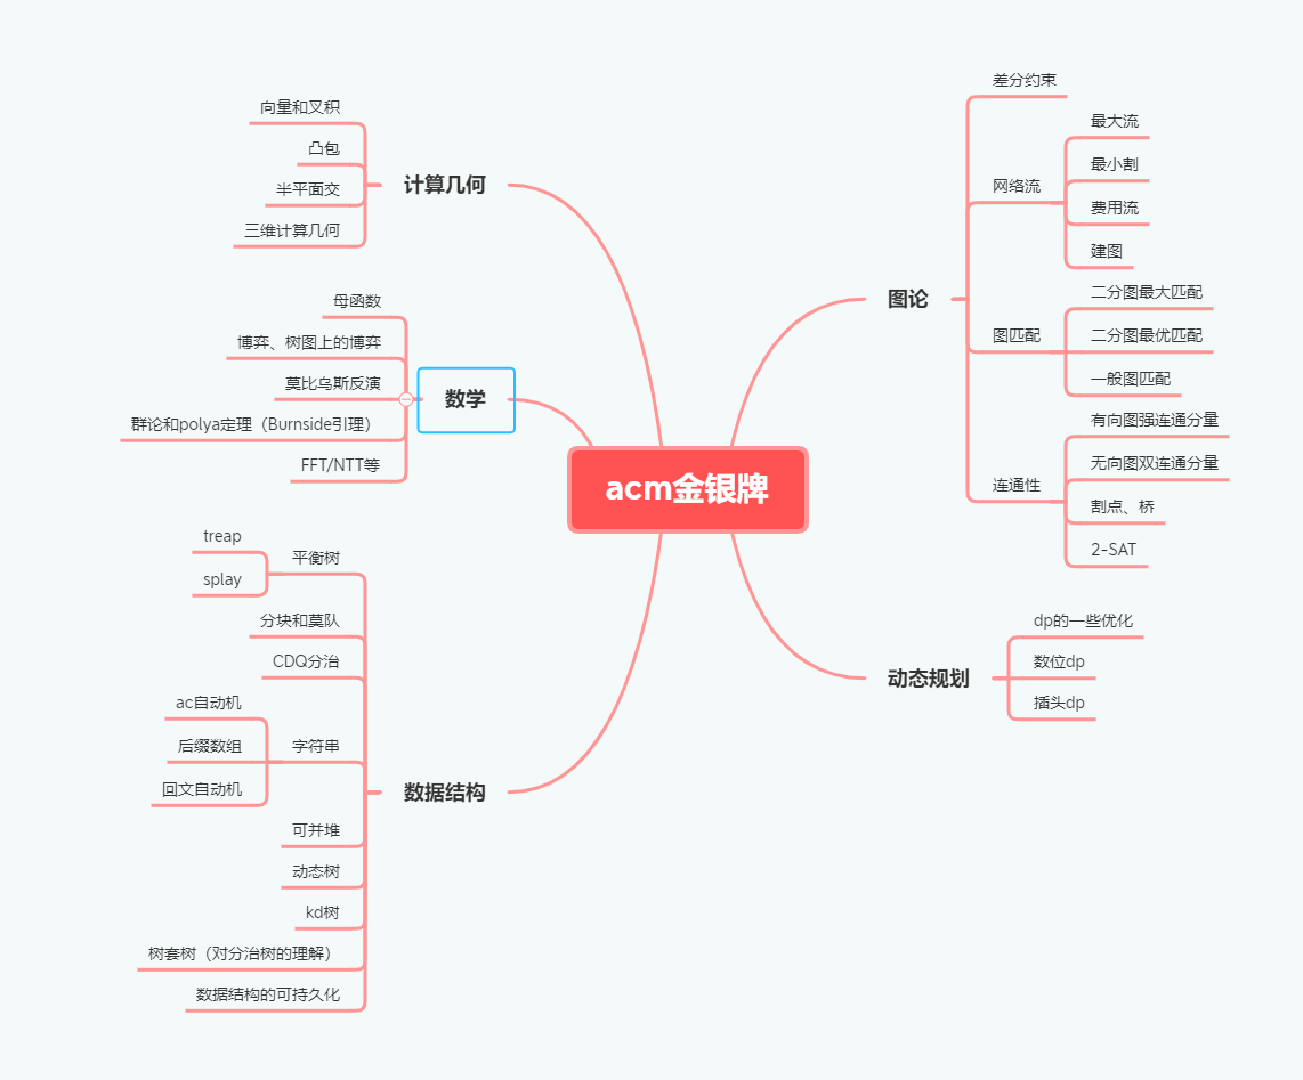 acm金银牌
图论
差分约束
网络流
最大流
最小割
费用流
建图
图匹配
二分图最大匹配
二分图最优匹配
一般图匹配
连通性
有向图强连通分量
无向图双连通分量
割点、桥
2-SAT
动态规划
dp的一些优化
数位dp
插头dp
计算几何
向量和叉积
凸包
半平面交
三维计算几何
数学
母函数
博弈、树图上的博弈
莫比乌斯反演
群论和polya定理（Burnside引理）
FFT/NTT等
数据结构
平衡树
treap
splay
分块和莫队
CDQ分治
字符串
ac自动机
后缀数组
回文自动机
可并堆
动态树
kd树
树套树（对分治树的理解）
数据结构的可持久化